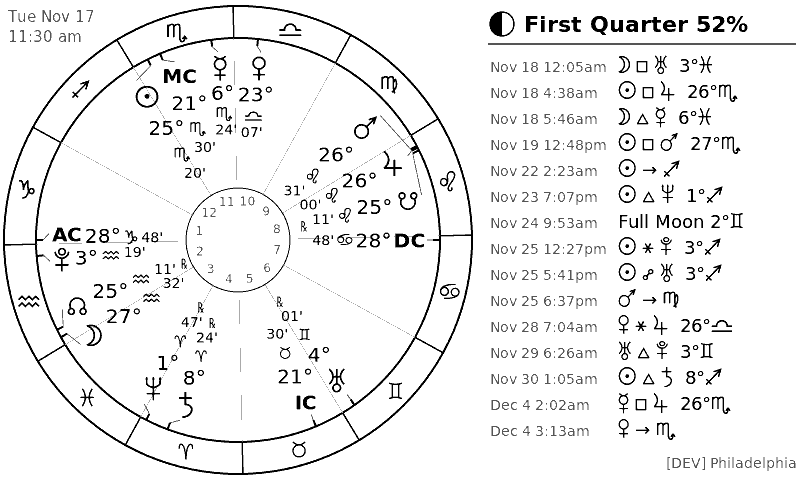 Tue Nov 17
11:30 am
♏ ♎
♐ ♍
MC ☿ ♀
☉ 21° 6° 23°
25° ♏ ♏ ♎
30' 24' 07'
♏
20'
♂
26° ♃
♌ 26° ☋
31' ♌ 25°
00' ♌
℞ 11'
48' ♋ 28° DC
♑ ♌
12 11 10 9
1 8
2 7
3 4 5 6
AC 28° ♑ 48'
♇ 3° ♒ 19'
♒ ♋
☊ 25° ♒ 11' ℞
☽ 27° ♒ 32'
47' ℞
♈ 24' ℞
1° ♈
♆ 8°
♄
℞
01'
30' ♊
♉ 4°
21° ♅
IC
♓ ♊
♈ ♉
First Quarter 52%
Nov 18 12:05am ☽ □ ♅ 3°♓
Nov 18 4:38am ☉ □ ♃ 26°♏
Nov 18 5:46am ☽ △ ☿ 6°♓
Nov 19 12:48pm ☉ □ ♂ 27°♏
Nov 22 2:23am ☉ → ♐
Nov 23 7:07pm ☉ △ ♆ 1°♐
Nov 24 9:53am Full Moon 2°♊
Nov 25 12:27pm ☉ ⚹ ♇ 3°♐
Nov 25 5:41pm ☉ ☍ ♅ 3°♐
Nov 25 6:37pm ♂ → ♍
Nov 28 7:04am ♀ ⚹ ♃ 26°♎
Nov 29 6:26am ♅ △ ♇ 3°♊
Nov 30 1:05am ☉ △ ♄ 8°♐
Dec 4 2:02am ☿ □ ♃ 26°♏
Dec 4 3:13am ♀ → ♏
[DEV] Philadelphia